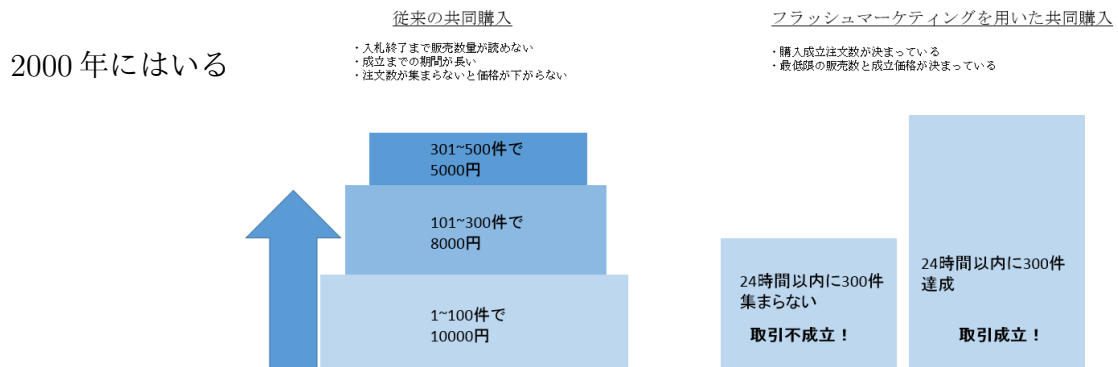 従来の共同購入
フラッシュマーケティングを用いた共同購入
2000 年にはいる
・入札終了まで販売数量が読めない
・成立までの期間が長い
・注文数が集まらないと価格が下がらない
・購入成立注文数が決まっている
・最低限の販売数と成立価格が決まっている
301~500件で
5000円
101~300件で
8000円
1~100件で
10000円
24時間以内に300件
集まらない
取引不成立！
24時間以内に300件
達成
取引成立！